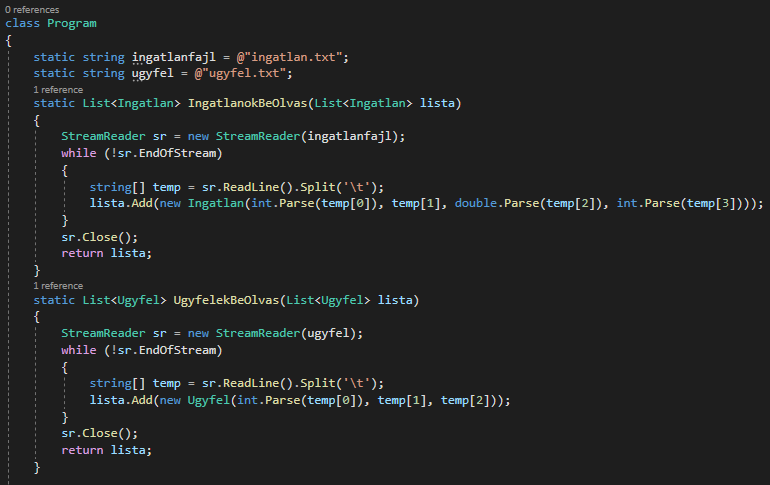 0 references
class Program
{
static string ingatlanfajl = @"ingatlan.txt";
static string ugyfel = @"ugyfel.txt";
1 reference
static List<Ingatlan> IngatlanokBeOlvas(List<Ingatlan> lista)
{
StreamReader sr = new StreamReader(ingatlanfajl);
while (!sr.EndOfStream)
{
string[] temp = sr.ReadLine().Split('\t');
lista.Add(new Ingatlan(int.Parse(temp[0]), temp[1], double.Parse(temp[2]), int.Parse(temp[3])));
}
sr.Close();
return lista;
}
1 reference
static List<Ugyfel> UgyfelekBeOlvas(List<Ugyfel> lista)
{
StreamReader sr = new StreamReader(ugyfel);
while (!sr.EndOfStream)
{
string[] temp = sr.ReadLine().Split('\t');
lista.Add(new Ugyfel(int.Parse(temp[0]), temp[1], temp[2]));
}
sr.Close();
return lista;
}